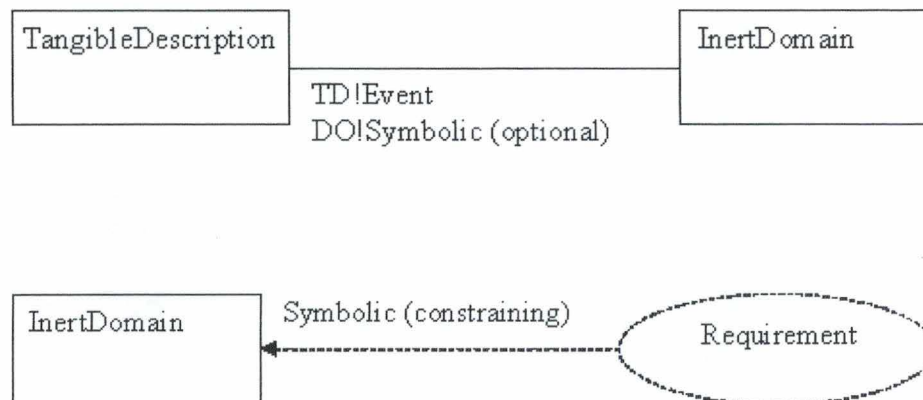 TangibleDescription
InertDomain
TD!Event
DO!Symbolic (optional)
InertDomain
Symbolic (constraining)
Requirement